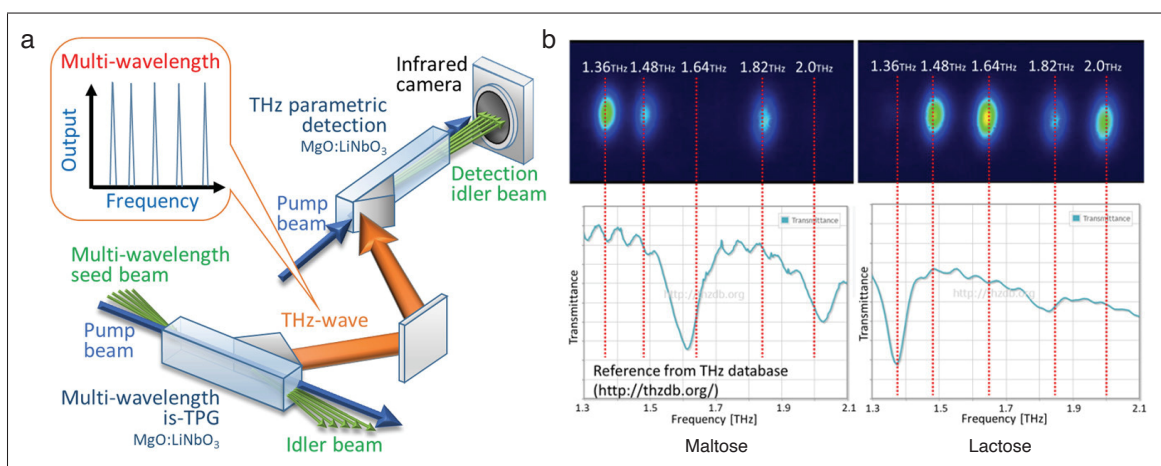 a
Multi-wavelength
Output
Frequency
Infrared
camera
THz parametric
detection
MgO:LiNbO₃
Detection
idler beam
Pump
beam
Multi-wavelength
seed beam
Pump
beam
THz-wave
Multi-wavelength
is-TPG
MgO:LiNbO₃
Idler beam
b
1.36THz 1.48THz 1.64THz 1.82THz 2.0THz
1.36THz 1.48THz 1.64THz 1.82THz 2.0THz
Transmittance
Transmittance
http://thzdb.org
Reference from THz database
(http://thzdb.org/)
1.3 1.5 1.7 1.9 2.1
Frequency [THz]
Maltose
Transmittance
Transmittance
http://thzdb.org
1.3 1.5 1.7 1.9 2.1
Frequency [THz]
Lactose